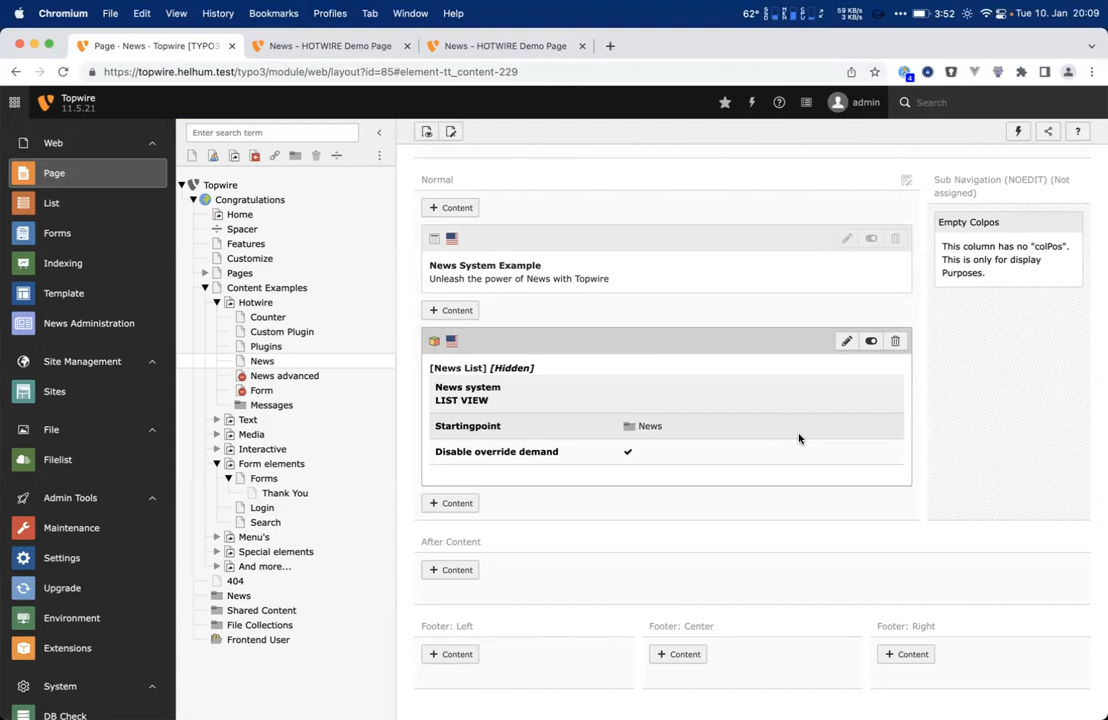 Chromium File Edit View History Bookmarks Profiles Tab Window Help
62° 59 KB/s 3 KB/s 3:52 Tue 10. Jan 20:09
Page · News · Topwire [TYPO3
News - HOTWIRE Demo Page
News - HOTWIRE Demo Page
https://topwire.helhum.test/typo3/module/web/layout?id=85#element-tt_content-229
4
Topwire
11.5.21
admin
Search
Web
Page
List
Forms
Indexing
Template
News Administration
Site Management
Sites
File
Filelist
Admin Tools
Maintenance
Settings
Upgrade
Environment
Extensions
System
DB Check
Enter search term
Topwire
Congratulations
Home
Spacer
Features
Customize
Pages
Content Examples
Hotwire
Counter
Custom Plugin
Plugins
News
News advanced
Form
Messages
Text
Media
Interactive
Form elements
Forms
Thank You
Login
Search
Menu's
Special elements
And more...
404
News
Shared Content
File Collections
Frontend User
Normal
+ Content
News System Example
Unleash the power of News with Topwire
+ Content
[News List] [Hidden]
News system
LIST VIEW
Startingpoint News
Disable override demand ✔
+ Content
Sub Navigation (NOEDIT) (Not
assigned)
Empty Colpos
This column has no "colPos".
This is only for display
Purposes.
After Content
+ Content
Footer: Left
+ Content
Footer: Center
+ Content
Footer: Right
+ Content